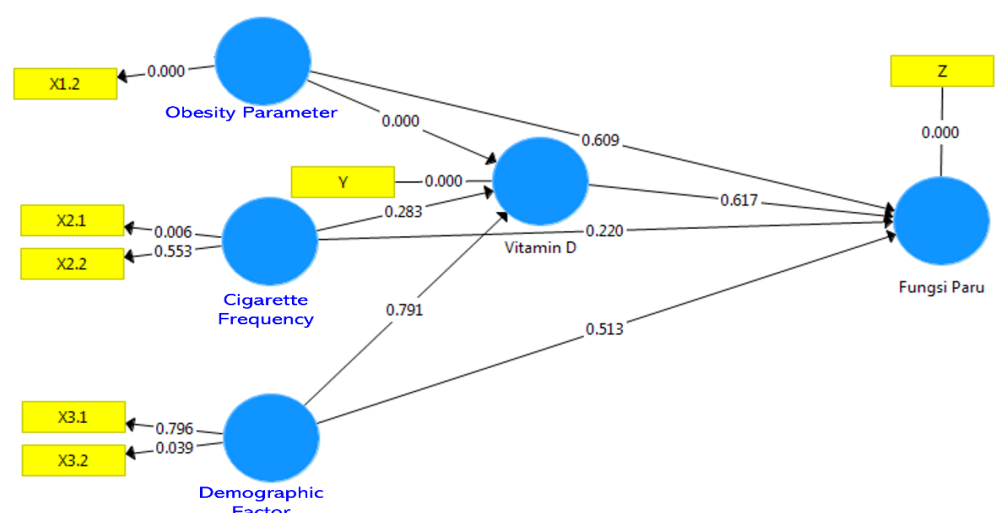 Z
X1.2
0.000
Obesity Parameter
0.000
0.609
0.000
Y
0.000
0.617
X2.1
0.006
0.283
X2.2
0.553
0.220
Vitamin D
Cigarette
Frequency
Fungsi Paru
0.791
0.513
X3.1
0.796
X3.2
0.039
Demographic
Factor